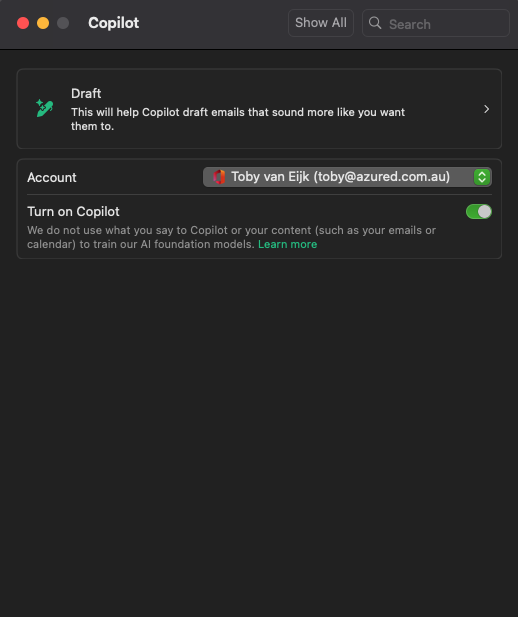 Copilot
Show All
Search
Draft
This will help Copilot draft emails that sound more like you want
them to.
Account
Toby van Eijk (toby@azured.com.au)
Turn on Copilot
We do not use what you say to Copilot or your content (such as your emails or
calendar) to train our AI foundation models. Learn more